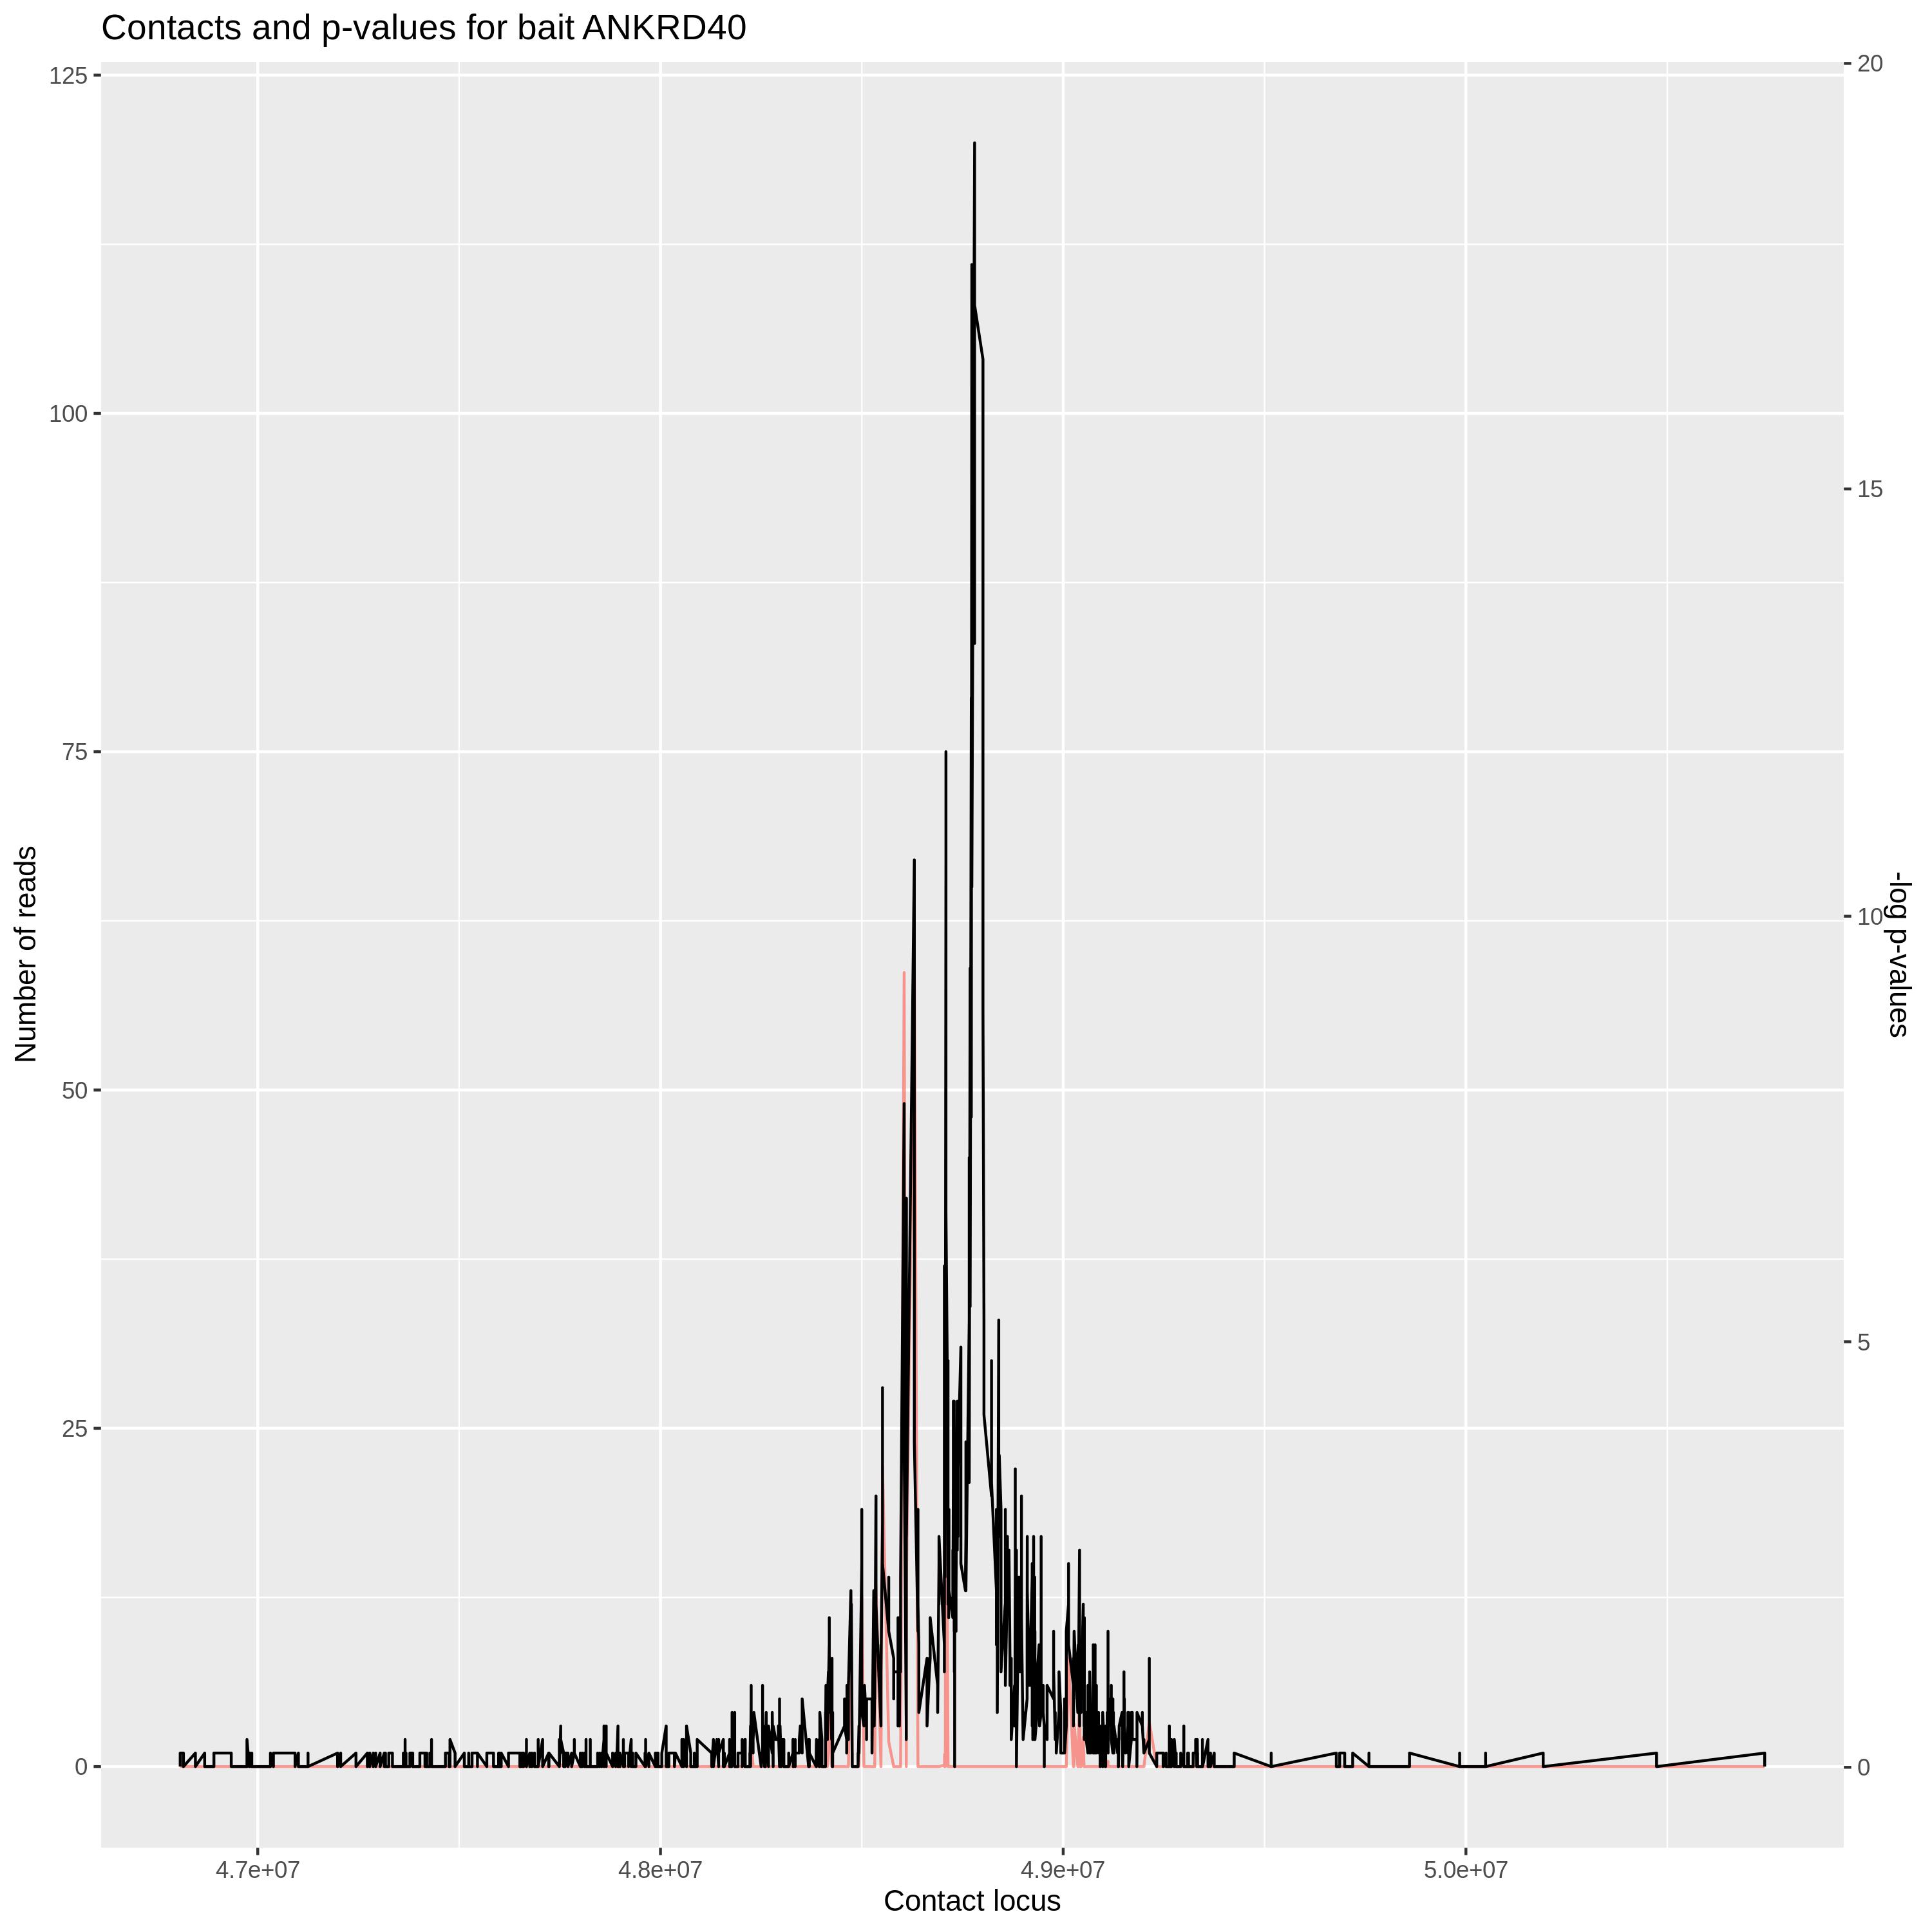 Contacts and p-values for bait ANKRD40
125
100
75
50
25
0
Number of reads
20
15
10
5
0
-log p-values
4.7e+07
4.8e+07
4.9e+07
5.0e+07
Contact locus